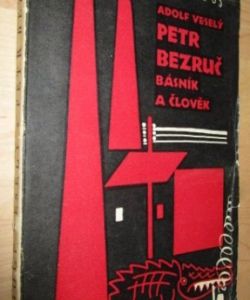 ADOLF VESELÝ
PETR
BEZRUČ
BÁSNÍK
A ČLOVĚK